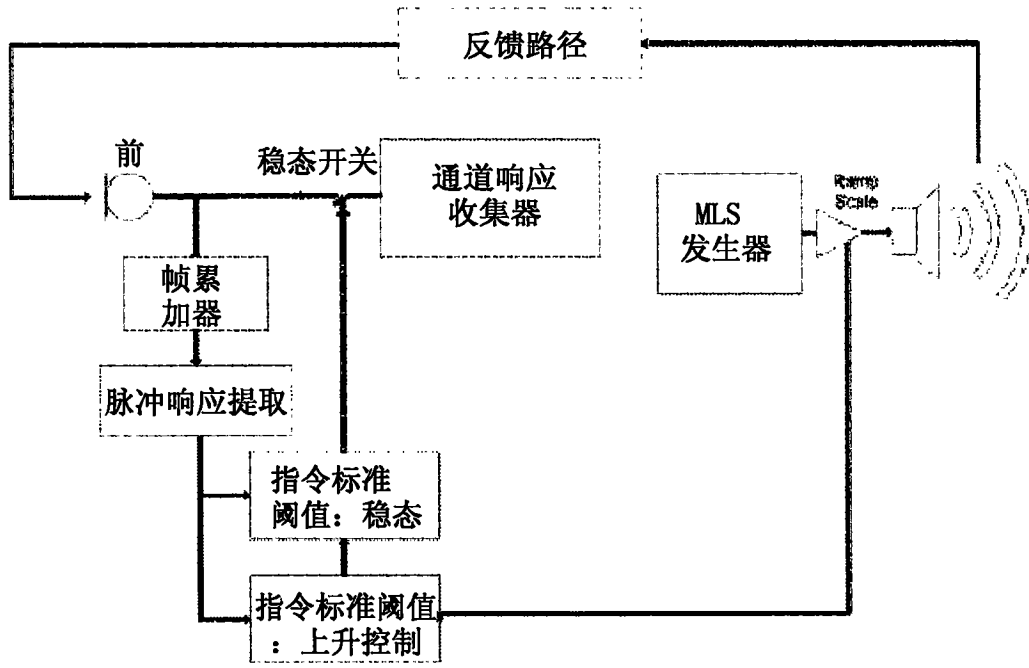 反馈路径
前
稳态开关
通道响应
收集器
MLS
发生器
Ramp
Scale
帧累
加器
脉冲响应提取
指令标准
阈值：稳态
指令标准阈值
：上升控制